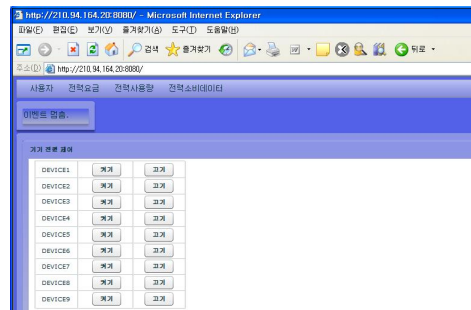 http://210.94.164.20:8080/ - Microsoft Internet Explorer
파일(F) 편집(E) 보기(V) 즐겨찾기(A) 도구(T) 도움말(H)
검색 즐겨찾기 뒤로
주소(D) http://210.94.164.20:8080/
사용자 전력요금 전력사용량 전력소비데이터
이벤트 멈춤.
기기 전원 제어
DEVICE1 켜기 끄기
DEVICE2 켜기 끄기
DEVICE3 켜기 끄기
DEVICE4 켜기 끄기
DEVICE5 켜기 끄기
DEVICE6 켜기 끄기
DEVICE7 켜기 끄기
DEVICE8 켜기 끄기
DEVICE9 켜기 끄기